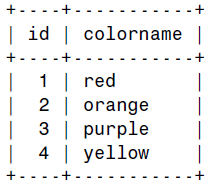 +----+-----------+
| id | colorname |
+----+-----------+
|  1 | red       |
|  2 | orange    |
|  3 | purple    |
|  4 | yellow    |
+----+-----------+